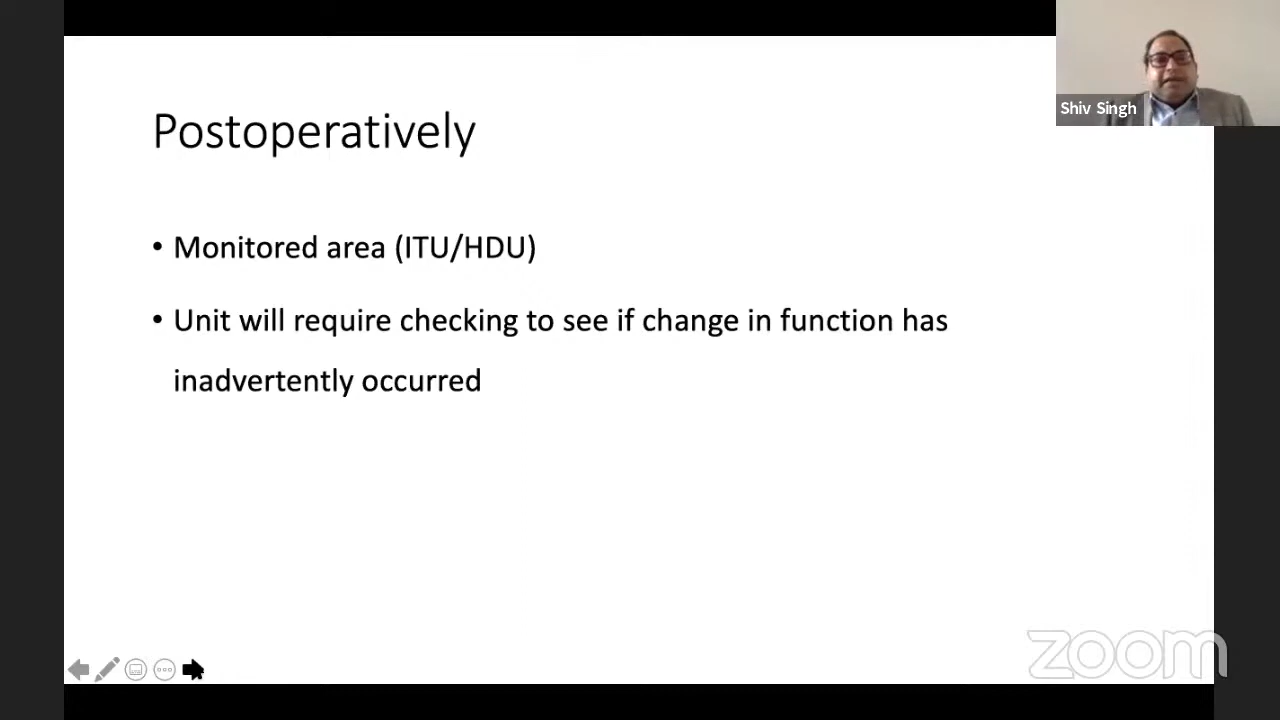 Shiv Singh
Postoperatively
• Monitored area (ITU/HDU)
• Unit will require checking to see if change in function has
inadvertently occurred
zoom